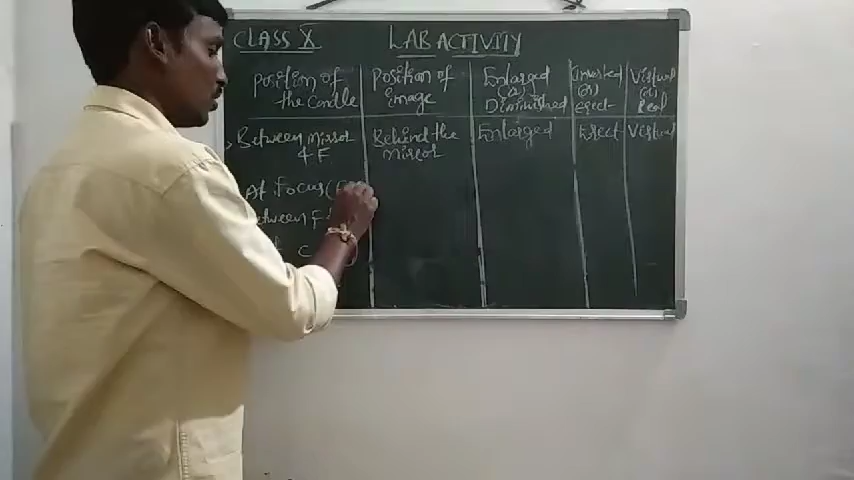 CLASS X LAB ACTIVITY
Position of the Candle
Position of image
Enlarged (or) Diminished
Inverted (or) erect
Virtual (or) Real
Between Mirror & F
Behind the Mirror
Enlarged
Erect
Virtual
At Focus (F
Between F
C